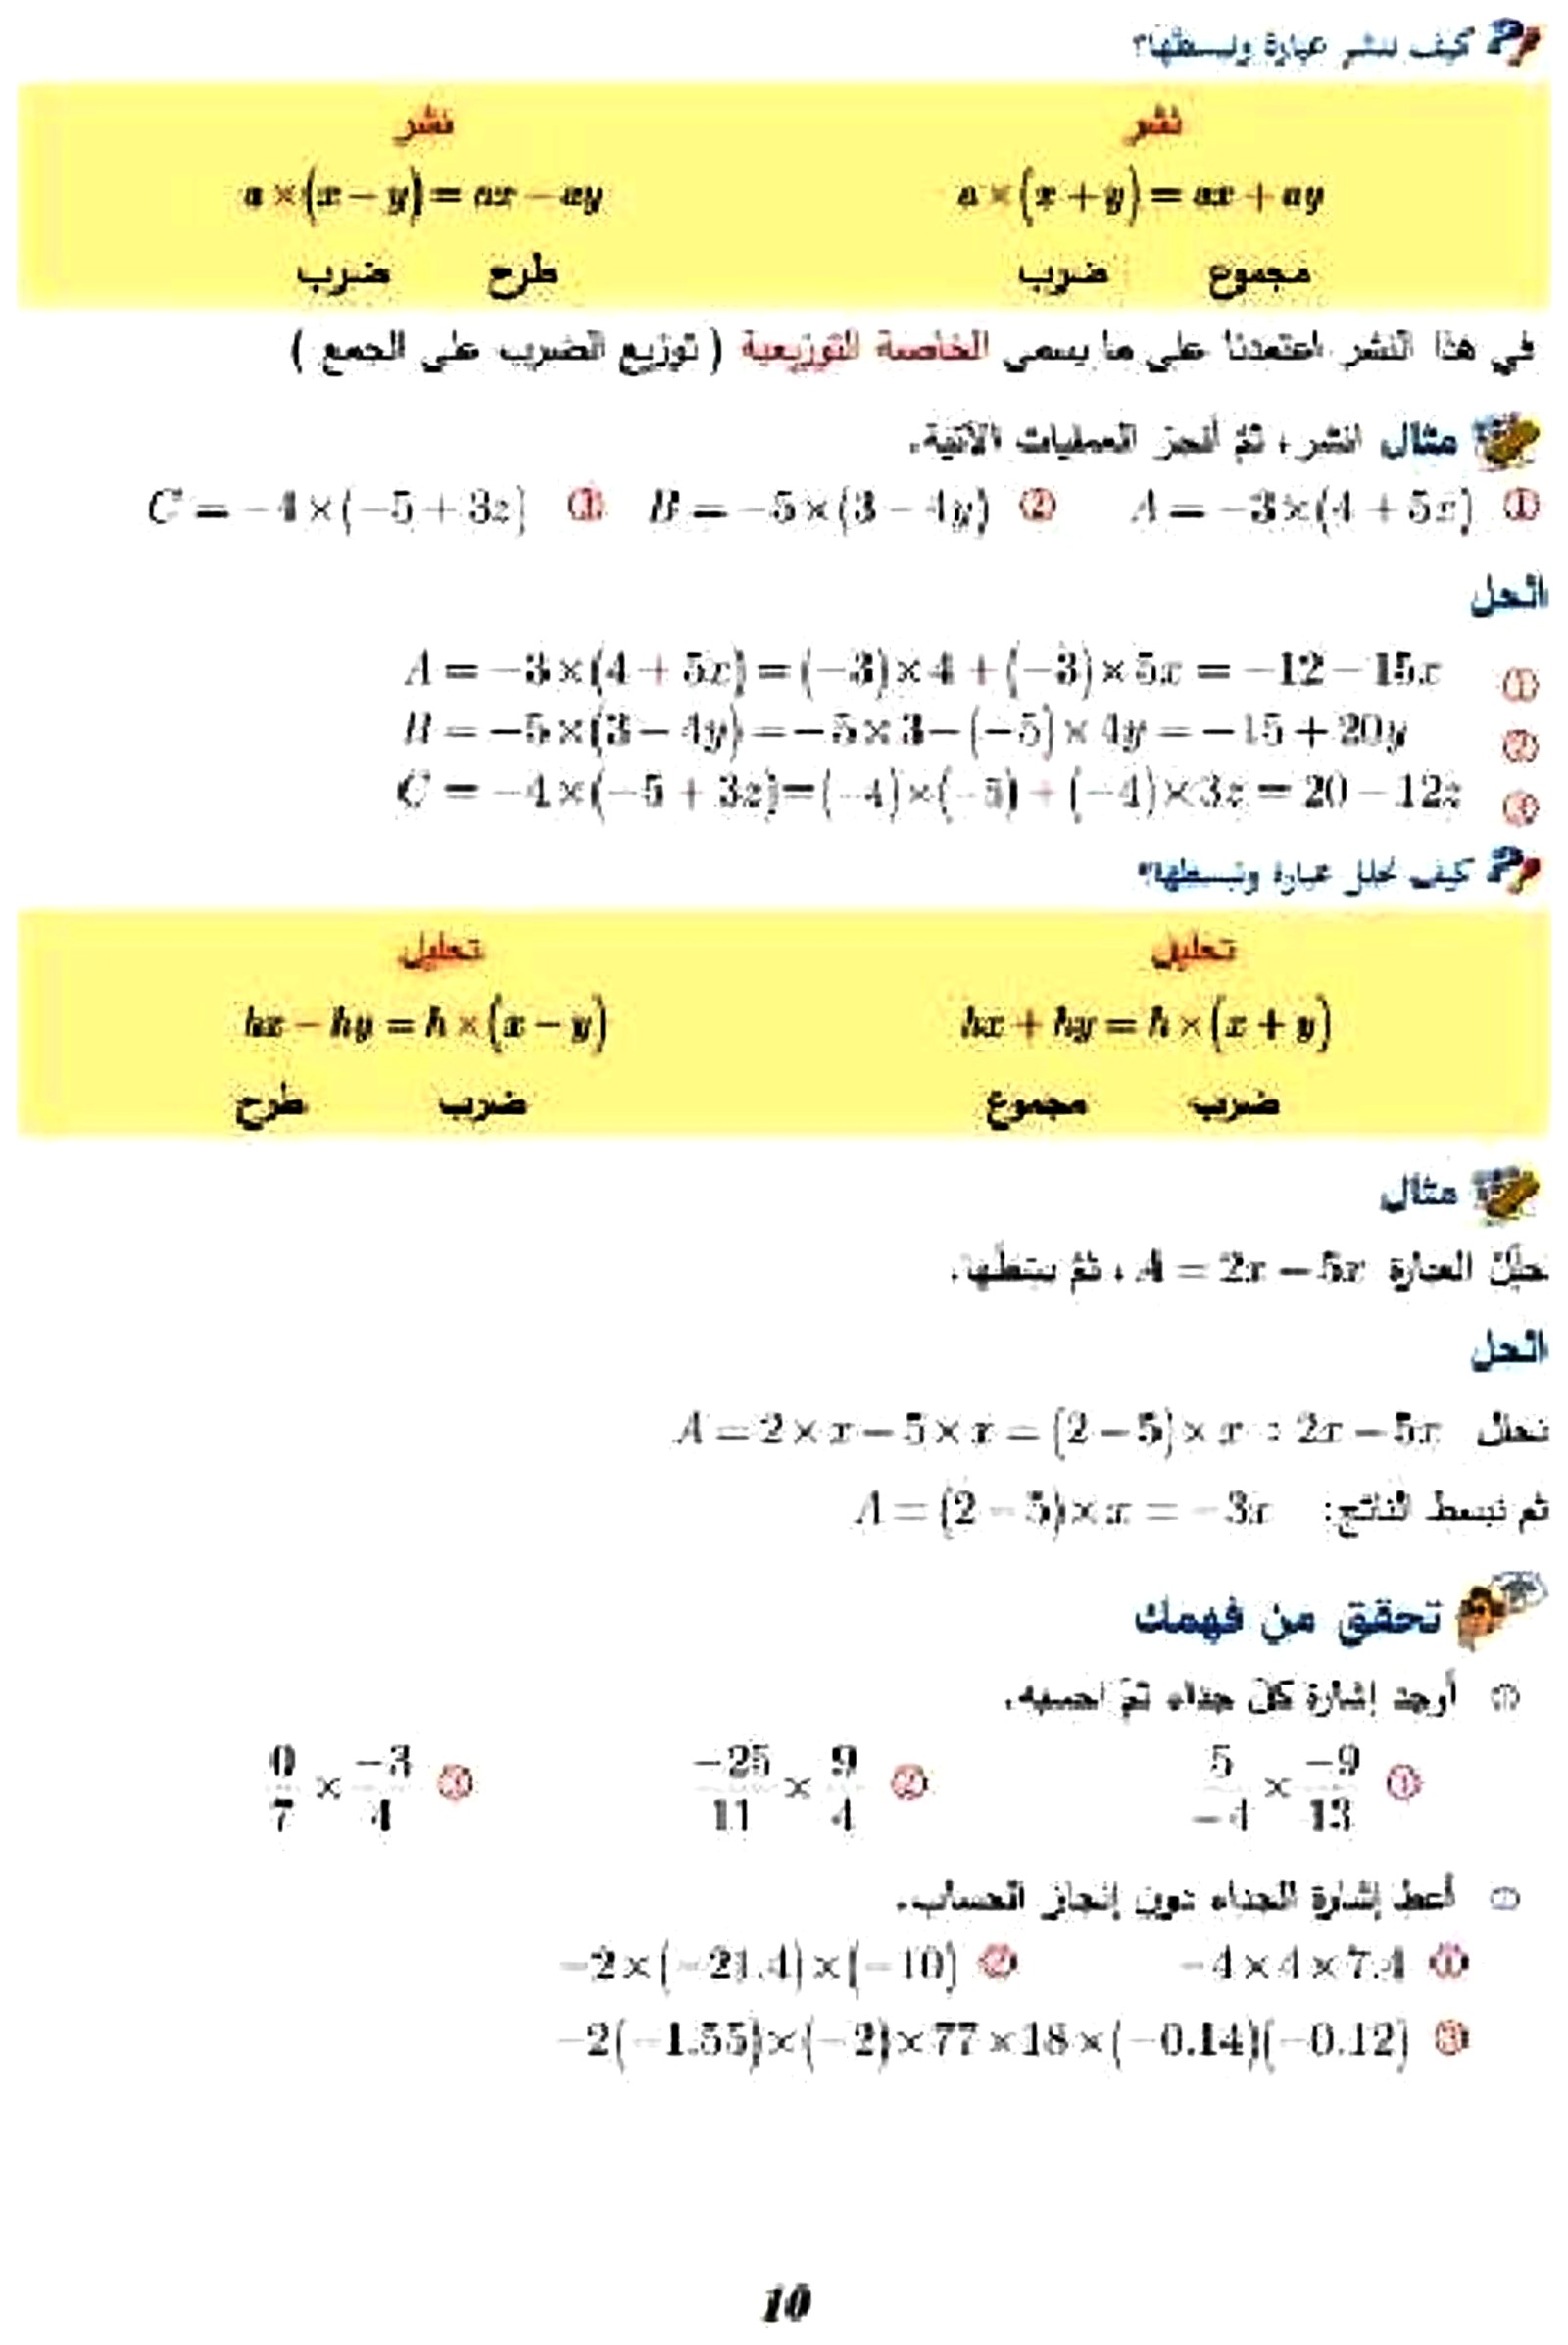 كيف ننشر عبارة ونبسطها؟
نشر نشر
a × (x + y) = ax + ay a × (x − y) = ax − ay
ضرب مجموع ضرب طرح
في هذا النشر اعتمدنا على ما يسمى الخاصة التوزيعية ( توزيع الضرب على الجمع )
مثال انشر، ثمّ أنجز العمليات الآتية.
① A = −3×(4 + 5x) ② B = −5×(3 − 4y) ③ C = −4×(−5 + 3z)
الحل
① A = −3×(4 + 5x) = (−3)×4 + (−3)×5x = −12 − 15x
② B = −5×(3 − 4y) = −5×3 − (−5)×4y = −15 + 20y
③ C = −4×(−5 + 3z) = (−4)×(−5) + (−4)×3z = 20 − 12z
كيف نحلل عبارة ونبسطها؟
تحليل تحليل
hx + hy = h × (x + y) hx − hy = h × (x − y)
مجموع ضرب طرح ضرب
مثال
حلّل العبارة A = 2x − 5x ، ثمّ بسّطها.
الحل
نحلل 2x − 5x : A = 2 × x − 5 × x = (2 − 5) × x
ثم نبسط الناتج: A = (2 − 5) × x = −3x
تحقق من فهمك
① أوجد إشارة كلّ جداء ثمّ احسبه.
① 5/−4 × −9/13 ② −25/11 × 9/4 ③ 0/7 × −3/4
② أعط إشارة الجداء دون إنجاز الحساب.
① −4×4×7.4 ② −2×(−21.4)×(−10)
③ −2(−1.55)×(−2)×77×18×(−0.14)(−0.12)
10